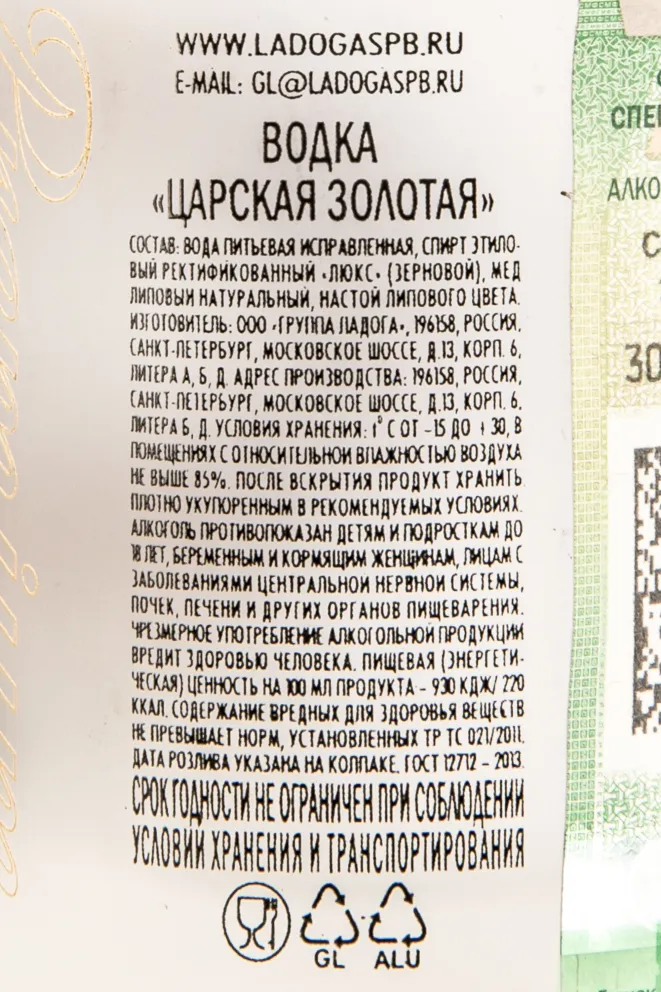 WWW.LADOGASPB.RU
E-MAIL: GL@LADOGASPB.RU
ВОДКА
«ЦАРСКАЯ ЗОЛОТАЯ»
СОСТАВ: ВОДА ПИТЬЕВАЯ ИСПРАВЛЕННАЯ, СПИРТ ЭТИЛО-
ВЫЙ РЕКТИФИКОВАННЫЙ «ЛЮКС» (ЗЕРНОВОЙ), МЕД
ЛИПОВЫЙ НАТУРАЛЬНЫЙ, НАСТОЙ ЛИПОВОГО ЦВЕТА.
ИЗГОТОВИТЕЛЬ: ООО «ГРУППА ЛАДОГА», 196158, РОССИЯ,
САНКТ-ПЕТЕРБУРГ, МОСКОВСКОЕ ШОССЕ, Д.13, КОРП. 6,
ЛИТЕРА А, Б, Д. АДРЕС ПРОИЗВОДСТВА: 196158, РОССИЯ,
САНКТ-ПЕТЕРБУРГ, МОСКОВСКОЕ ШОССЕ, Д.13, КОРП. 6,
ЛИТЕРА Б, Д. УСЛОВИЯ ХРАНЕНИЯ: t° С ОТ -15 ДО +30, В
ПОМЕЩЕНИЯХ С ОТНОСИТЕЛЬНОЙ ВЛАЖНОСТЬЮ ВОЗДУХА
НЕ ВЫШЕ 85%. ПОСЛЕ ВСКРЫТИЯ ПРОДУКТ ХРАНИТЬ
ПЛОТНО УКУПОРЕННЫМ В РЕКОМЕНДУЕМЫХ УСЛОВИЯХ.
АЛКОГОЛЬ ПРОТИВОПОКАЗАН ДЕТЯМ И ПОДРОСТКАМ ДО
18 ЛЕТ, БЕРЕМЕННЫМ И КОРМЯЩИМ ЖЕНЩИНАМ, ЛИЦАМ С
ЗАБОЛЕВАНИЯМИ ЦЕНТРАЛЬНОЙ НЕРВНОЙ СИСТЕМЫ,
ПОЧЕК, ПЕЧЕНИ И ДРУГИХ ОРГАНОВ ПИЩЕВАРЕНИЯ.
ЧРЕЗМЕРНОЕ УПОТРЕБЛЕНИЕ АЛКОГОЛЬНОЙ ПРОДУКЦИИ
ВРЕДИТ ЗДОРОВЬЮ ЧЕЛОВЕКА. ПИЩЕВАЯ (ЭНЕРГЕТИ-
ЧЕСКАЯ) ЦЕННОСТЬ НА 100 МЛ ПРОДУКТА - 930 КДЖ/ 220
ККАЛ. СОДЕРЖАНИЕ ВРЕДНЫХ ДЛЯ ЗДОРОВЬЯ ВЕЩЕСТВ
НЕ ПРЕВЫШАЕТ НОРМ, УСТАНОВЛЕННЫХ ТР ТС 021/2011.
ДАТА РОЗЛИВА УКАЗАНА НА КОЛПАКЕ. ГОСТ 12712 - 2013.
СРОК ГОДНОСТИ НЕ ОГРАНИЧЕН ПРИ СОБЛЮДЕНИИ
УСЛОВИЙ ХРАНЕНИЯ И ТРАНСПОРТИРОВАНИЯ
GL ALU
СПЕ
АЛКО
С
30